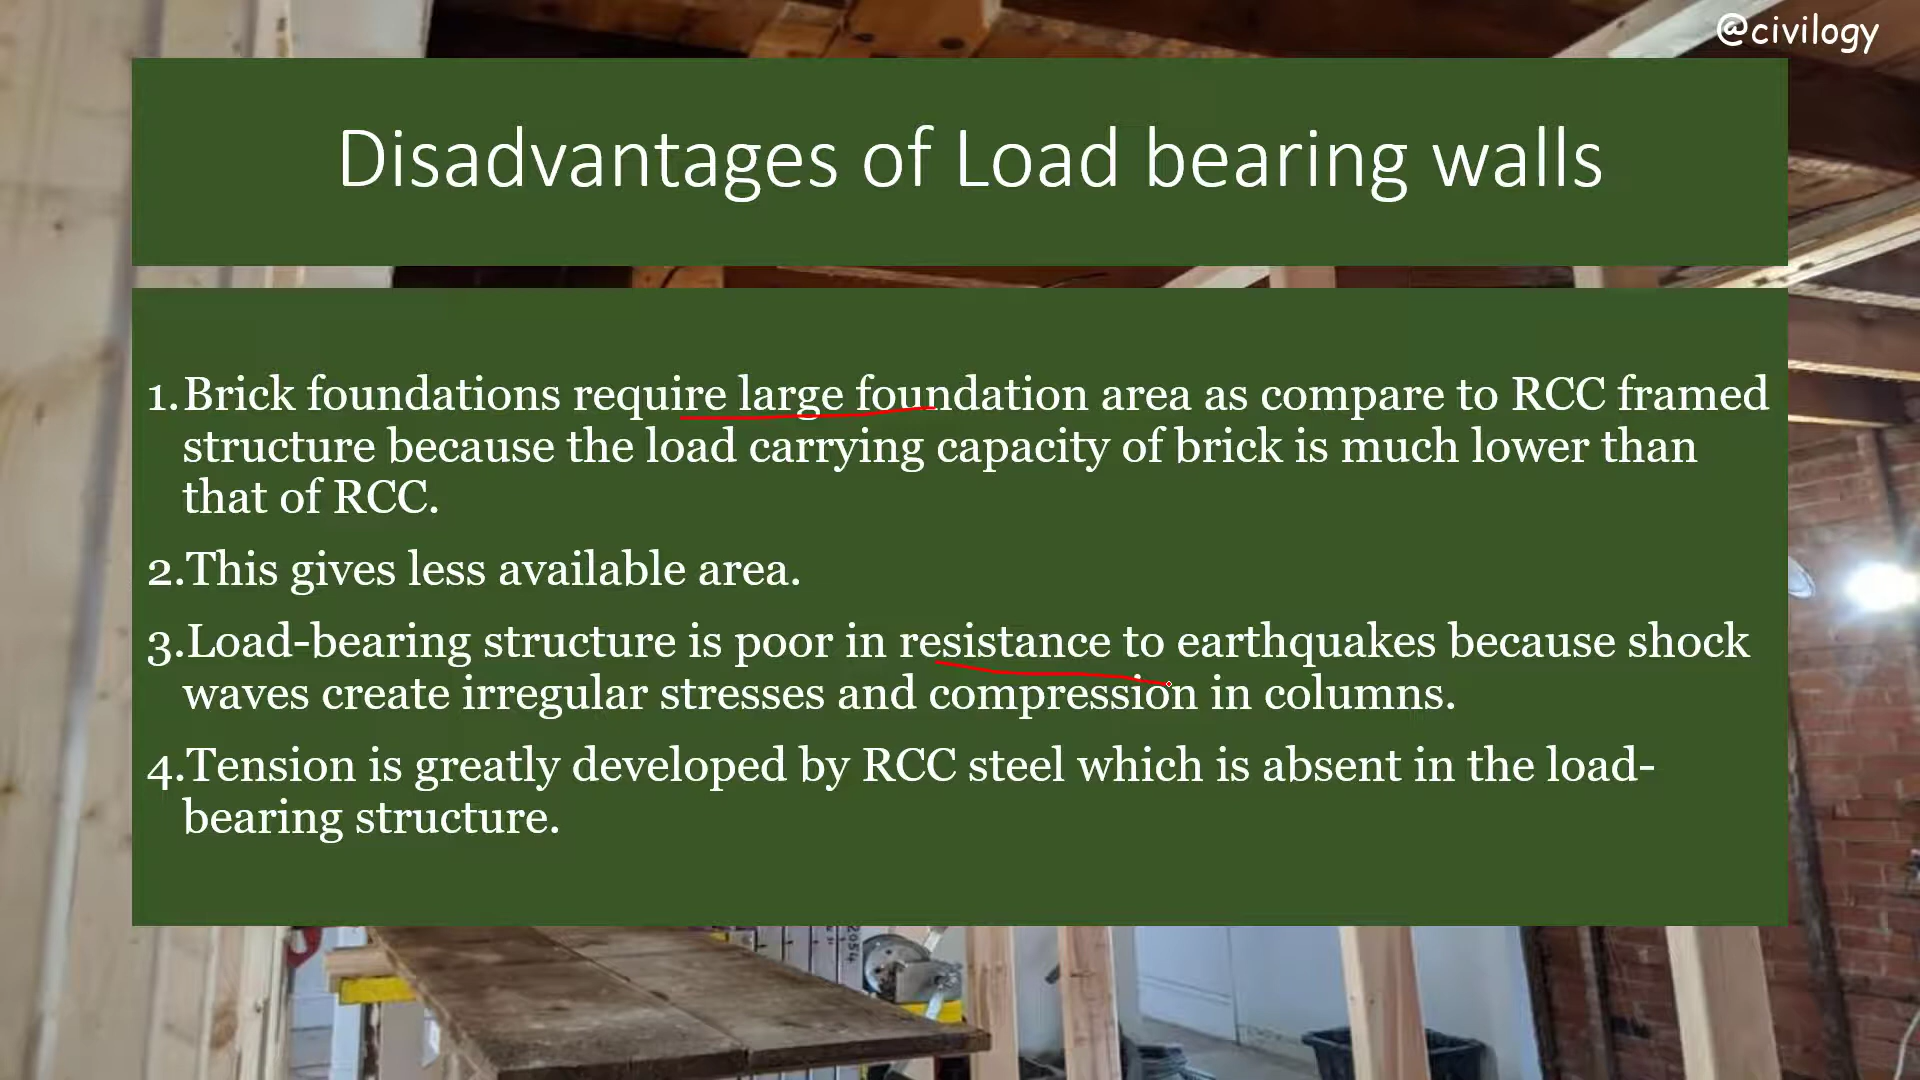 @civilogy
Disadvantages of Load bearing walls
1.Brick foundations require large foundation area as compare to RCC framed
structure because the load carrying capacity of brick is much lower than
that of RCC.
2.This gives less available area.
3.Load-bearing structure is poor in resistance to earthquakes because shock
waves create irregular stresses and compression in columns.
4.Tension is greatly developed by RCC steel which is absent in the load-
bearing structure.
2054